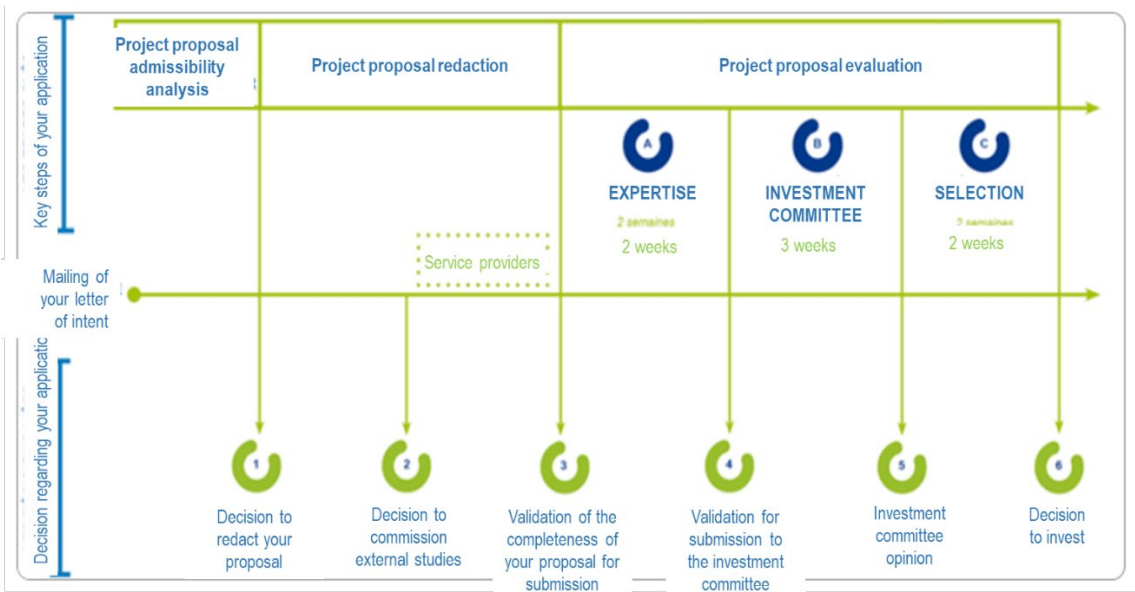 Key steps of your application
Project proposal
admissibility
analysis
Project proposal redaction
Project proposal evaluation
A
B
C
EXPERTISE
INVESTMENT
COMMITTEE
SELECTION
2 semaines
semaines
2 weeks
3 weeks
2 weeks
Service providers
Mailing of
your letter
of intent
Decision regarding your applicatic
1
2
3
4
5
6
Decision to
redact your
proposal
Decision to
commission
external studies
Validation of the
completeness of
your proposal for
submission
Validation for
submission to
the investment
committee
Investment
committee
opinion
Decision
to invest